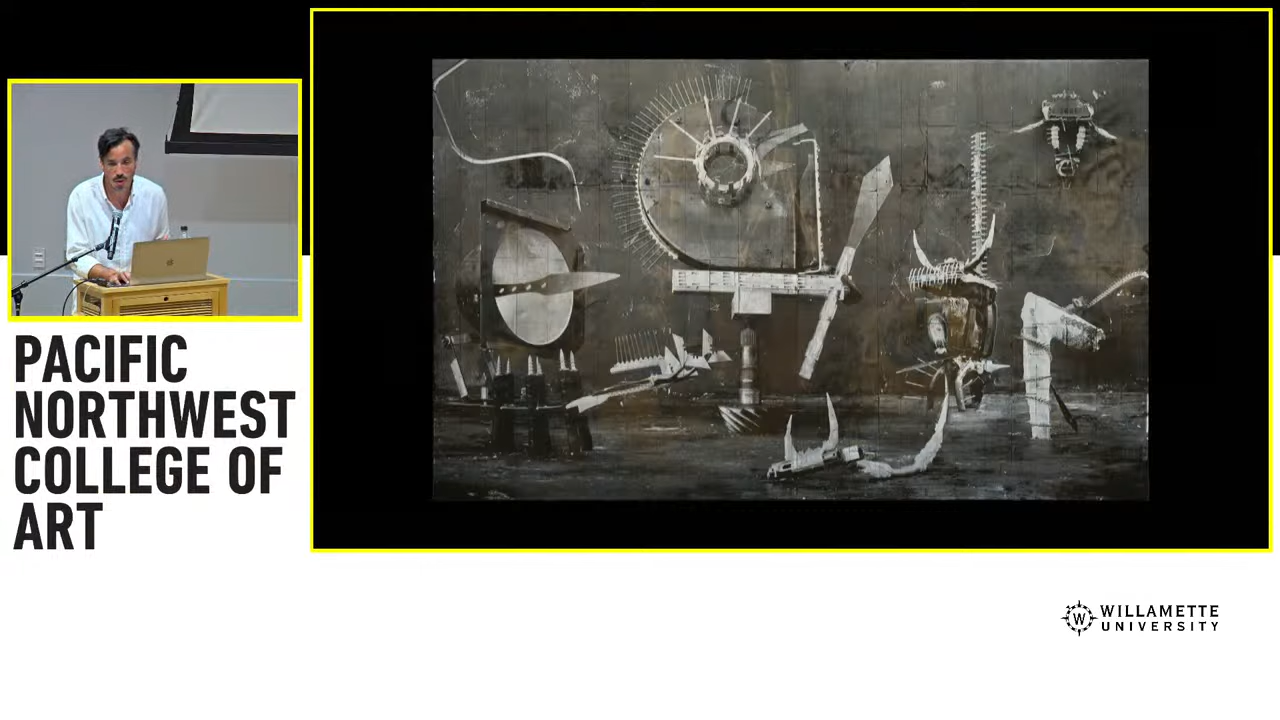 PACIFIC
NORTHWEST
COLLEGE OF
ART
W
WILLAMETTE
UNIVERSITY